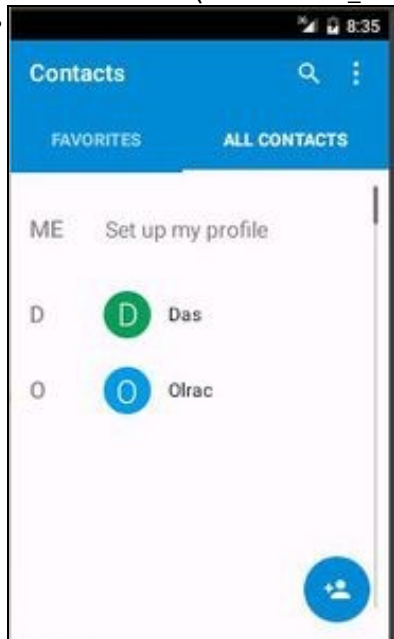 8:35
Contacts
FAVORITES ALL CONTACTS
ME Set up my profile
D D Das
O O Olrac